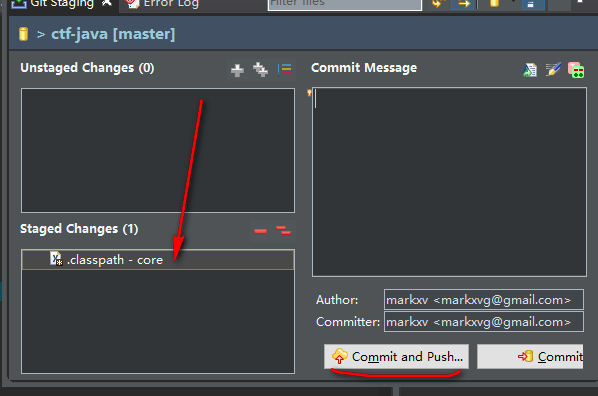 Git Staging
Error Log
Filter files
> ctf-java [master]
Unstaged Changes (0)
Commit Message
Staged Changes (1)
.classpath - core
Author:
markxv <markxvg@gmail.com>
Committer:
markxv <markxvg@gmail.com>
Commit and Push...
Commit